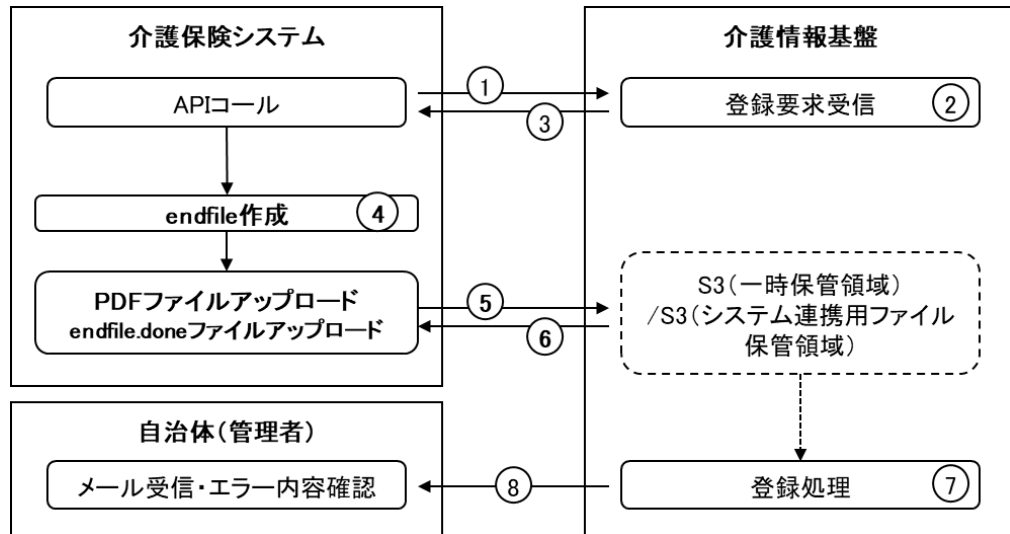 介護保険システム
APIコール
①
③
endfile作成
④
PDFファイルアップロード
endfile.doneファイルアップロード
⑤
⑥
介護情報基盤
登録要求受信
②
S3(一時保管領域)
/S3(システム連携用ファイル
保管領域)
自治体(管理者)
メール受信・エラー内容確認
⑧
登録処理
⑦